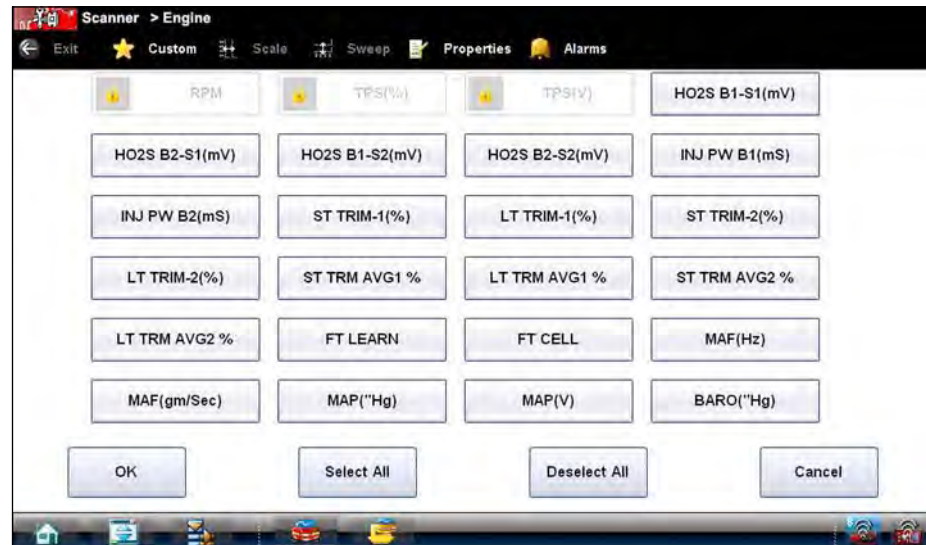 Scanner > Engine
Exit Custom Scale Sweep Properties Alarms
RPM TPS(%) TPS(V) HO2S B1-S1(mV)
HO2S B2-S1(mV) HO2S B1-S2(mV) HO2S B2-S2(mV) INJ PW B1(mS)
INJ PW B2(mS) ST TRIM-1(%) LT TRIM-1(%) ST TRIM-2(%)
LT TRIM-2(%) ST TRM AVG1 % LT TRM AVG1 % ST TRM AVG2 %
LT TRM AVG2 % FT LEARN FT CELL MAF(Hz)
MAF(gm/Sec) MAP("Hg) MAP(V) BARO("Hg)
OK Select All Deselect All Cancel